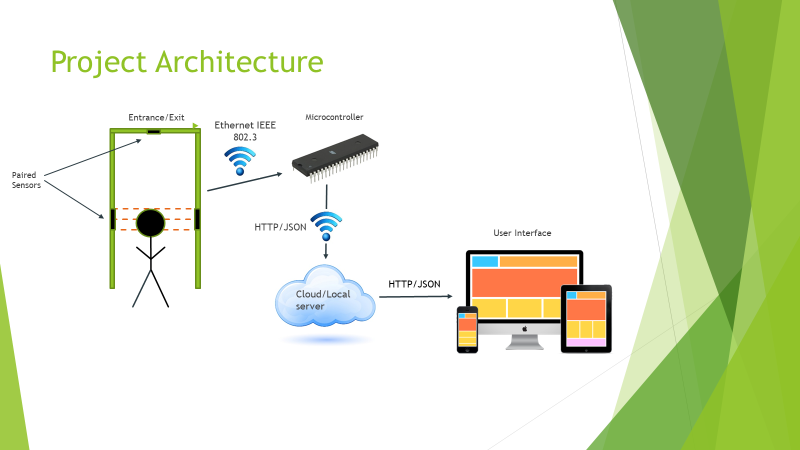 Project Architecture
Entrance/Exit
Ethernet IEEE
802.3
Microcontroller
Paired
Sensors
HTTP/JSON
User Interface
Cloud/Local
server
HTTP/JSON